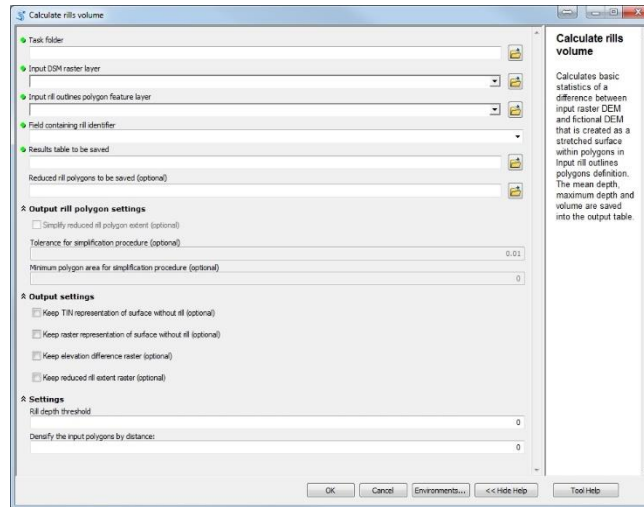 Calculate rills volume
Task folder
Input DSM raster layer
Input rill outlines polygon feature layer
Field containing rill identifier
Results table to be saved
Reduced rill polygons to be saved (optional)
Output rill polygon settings
Simplify reduced rill polygon extent (optional)
Tolerance for simplification procedure (optional)
0.01
Minimum polygon area for simplification procedure (optional)
0
Output settings
Keep TIN representation of surface without rill (optional)
Keep raster representation of surface without rill (optional)
Keep elevation difference raster (optional)
Keep reduced rill extent raster (optional)
Settings
Rill depth threshold
0
Densify the input polygons by distance:
0
OK Cancel Environments... << Hide Help Tool Help
Calculate rills
volume
Calculates basic
statistics of a
difference between
input raster DEM
and fictional DEM
that is created as a
stretched surface
within polygons in
Input rill outlines
polygons definition.
The mean depth,
maximum depth and
volume are saved
into the output table.